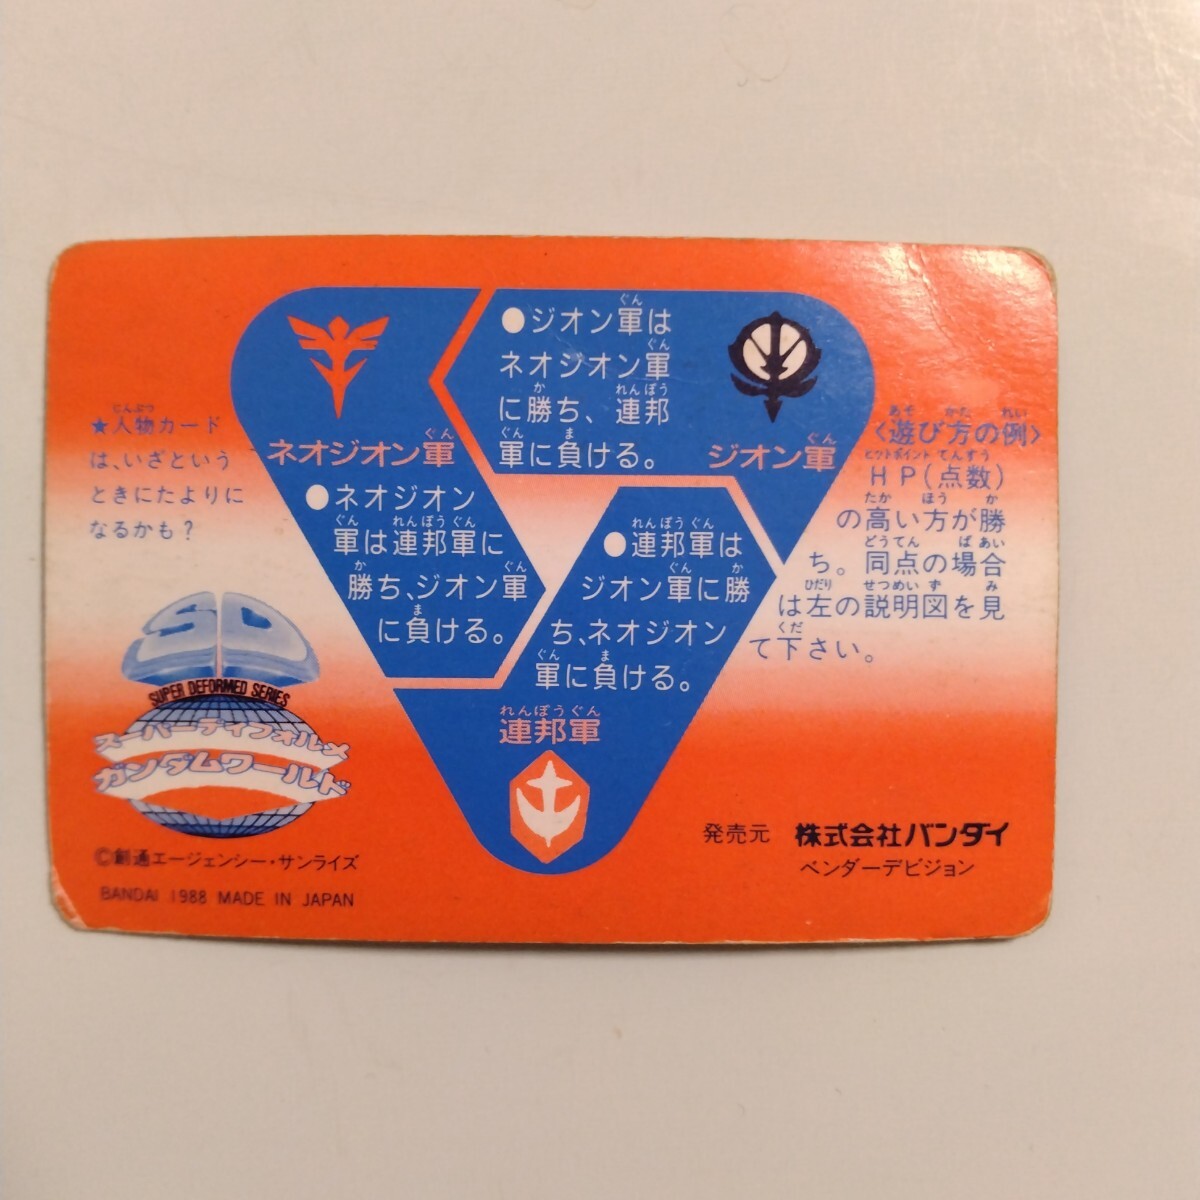 ●ジオン軍は
ネオジオン軍
に勝ち、連邦
軍に負ける。
ネオジオン軍
ジオン軍
●ネオジオン
軍は連邦軍に
勝ち、ジオン軍
に負ける。
●連邦軍は
ジオン軍に勝
ち、ネオジオン
軍に負ける。
連邦軍
★人物カード
は、いざという
ときにたよりに
なるかも?
<遊び方の例>
HP(点数)
の高い方が勝
ち。同点の場合
は左の説明図を見
て下さい。
SD
SUPER DEFORMED SERIES
スーパーディフォルメ
ガンダムワールド
©創通エージェンシー・サンライズ
BANDAI 1988 MADE IN JAPAN
発売元 株式会社バンダイ
ベンダーデビジョン